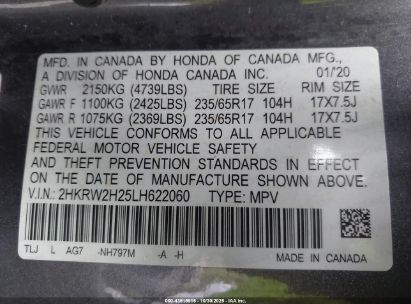 MFD. IN CANADA BY HONDA OF CANADA MFG.,
A DIVISION OF HONDA CANADA INC. 01/20
GVWR 2150KG (4739LBS) TIRE SIZE RIM SIZE
GAWR F 1100KG (2425LBS) 235/65R17 104H 17X7.5J
GAWR R 1075KG (2369LBS) 235/65R17 104H 17X7.5J
THIS VEHICLE CONFORMS TO ALL APPLICABLE
FEDERAL MOTOR VEHICLE SAFETY
AND THEFT PREVENTION STANDARDS IN EFFECT
ON THE DATE OF MANUFACTURE SHOWN ABOVE.
V.I.N.: 2HKRW2H25LH622060 TYPE: MPV
TLJ L AG7 -NH797M -A -H MADE IN CANADA